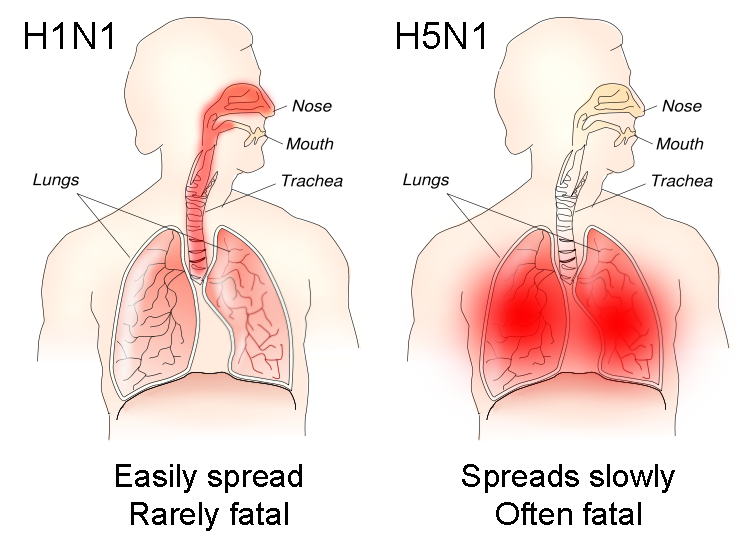 H1N1
Nose
Mouth
Lungs
Trachea
Easily spread
Rarely fatal
H5N1
Nose
Mouth
Lungs
Trachea
Spreads slowly
Often fatal